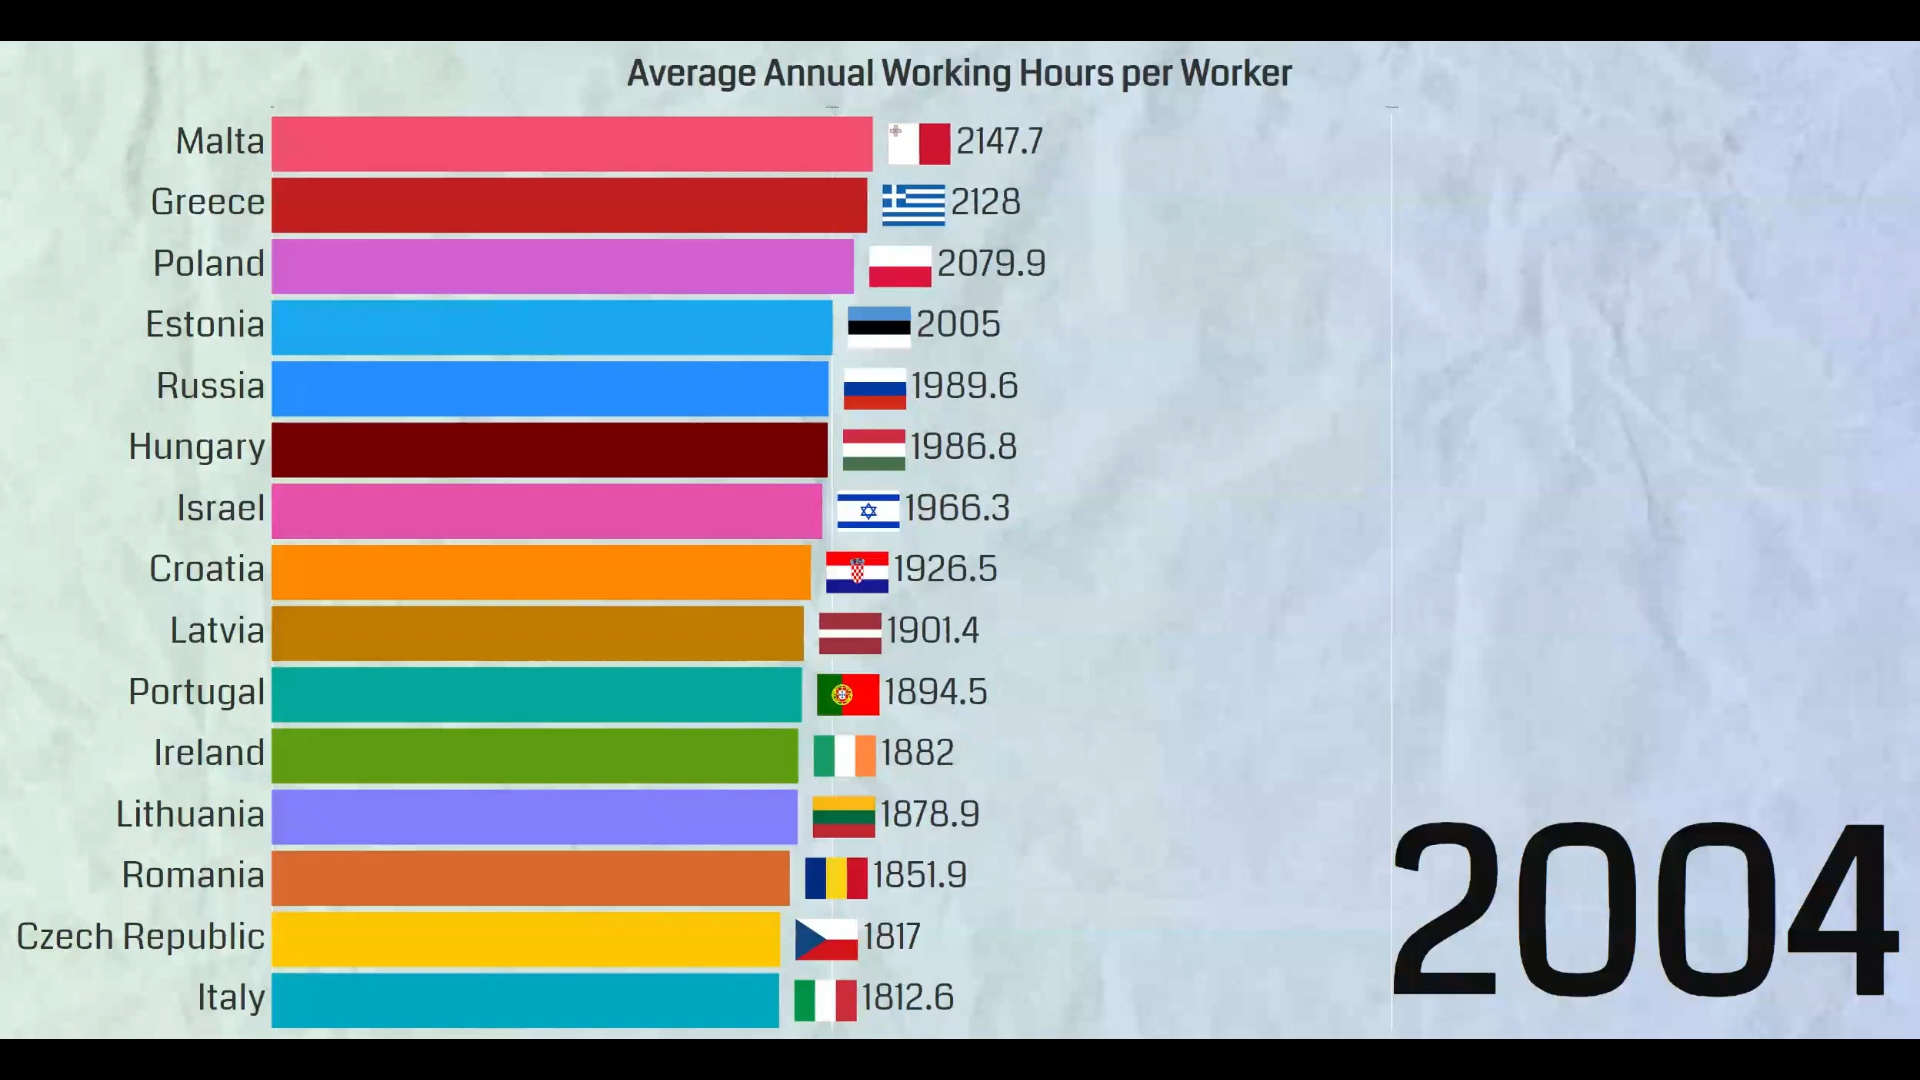 Average Annual Working Hours per Worker
Malta 2147.7
Greece 2128
Poland 2079.9
Estonia 2005
Russia 1989.6
Hungary 1986.8
Israel 1966.3
Croatia 1926.5
Latvia 1901.4
Portugal 1894.5
Ireland 1882
Lithuania 1878.9
Romania 1851.9
Czech Republic 1817
Italy 1812.6
2004